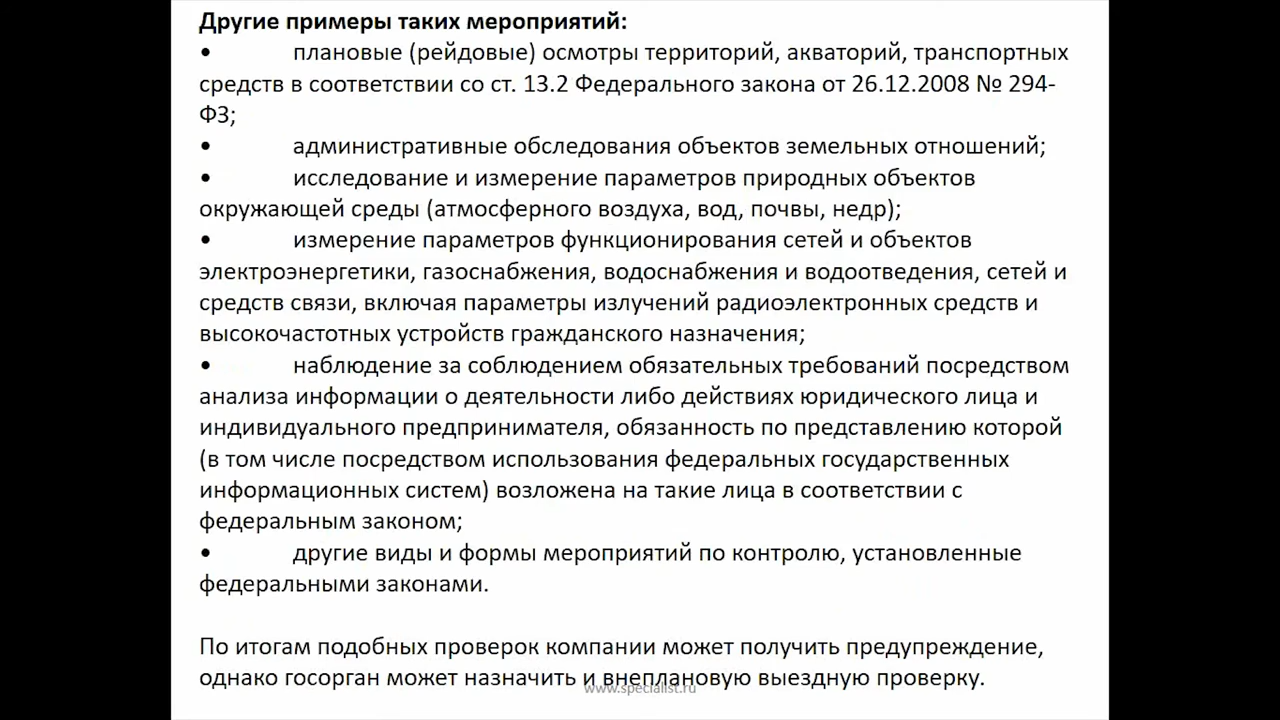 Другие примеры таких мероприятий:
• плановые (рейдовые) осмотры территорий, акваторий, транспортных
средств в соответствии со ст. 13.2 Федерального закона от 26.12.2008 № 294-
ФЗ;
• административные обследования объектов земельных отношений;
• исследование и измерение параметров природных объектов
окружающей среды (атмосферного воздуха, вод, почвы, недр);
• измерение параметров функционирования сетей и объектов
электроэнергетики, газоснабжения, водоснабжения и водоотведения, сетей и
средств связи, включая параметры излучений радиоэлектронных средств и
высокочастотных устройств гражданского назначения;
• наблюдение за соблюдением обязательных требований посредством
анализа информации о деятельности либо действиях юридического лица и
индивидуального предпринимателя, обязанность по представлению которой
(в том числе посредством использования федеральных государственных
информационных систем) возложена на такие лица в соответствии с
федеральным законом;
• другие виды и формы мероприятий по контролю, установленные
федеральными законами.
По итогам подобных проверок компании может получить предупреждение,
однако госорган может назначить и внеплановую выездную проверку.
www.specialist.ru